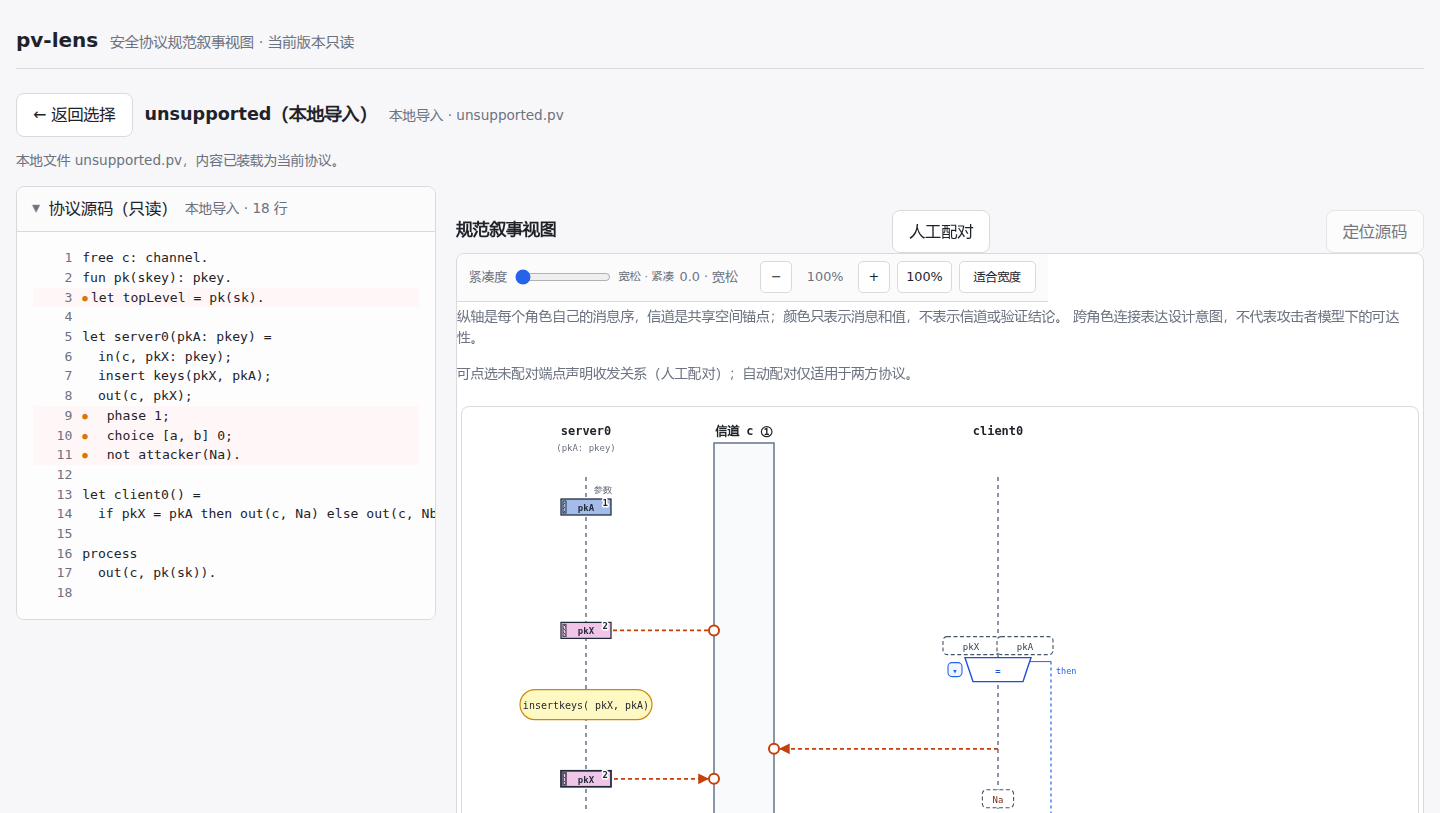 pv-lens 安全协议规范叙事视图 · 当前版本只读
← 返回选择 unsupported（本地导入） 本地导入 · unsupported.pv
本地文件 unsupported.pv，内容已装载为当前协议。
▼ 协议源码（只读） 本地导入 · 18 行
1 free c: channel.
2 fun pk(skey): pkey.
3 let topLevel = pk(sk).
4
5 let server0(pkA: pkey) =
6 in(c, pkX: pkey);
7 insert keys(pkX, pkA);
8 out(c, pkX);
9 phase 1;
10 choice [a, b] 0;
11 not attacker(Na).
12
13 let client0() =
14 if pkX = pkA then out(c, Na) else out(c, Nb
15
16 process
17 out(c, pk(sk)).
18
规范叙事视图 人工配对 定位源码
紧凑度 宽松 · 紧凑 0.0 · 宽松 − 100% + 100% 适合宽度
纵轴是每个角色自己的消息序，信道是共享空间锚点；颜色只表示消息和值，不表示信道或验证结论。 跨角色连接表达设计意图，不代表攻击者模型下的可达
性。
可点选未配对端点声明收发关系（人工配对）；自动配对仅适用于两方协议。
server0 信道 c ① client0
(pkA: pkey)
参数
pkA 1
pkX 2
pkX pkA
= then
insertkeys( pkX, pkA)
pkX 2
Na